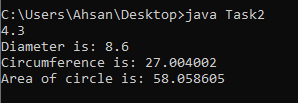 C:\Users\Ahsan\Desktop>java Task2
4.3
Diameter is: 8.6
Circumference is: 27.004002
Area of circle is: 58.058605